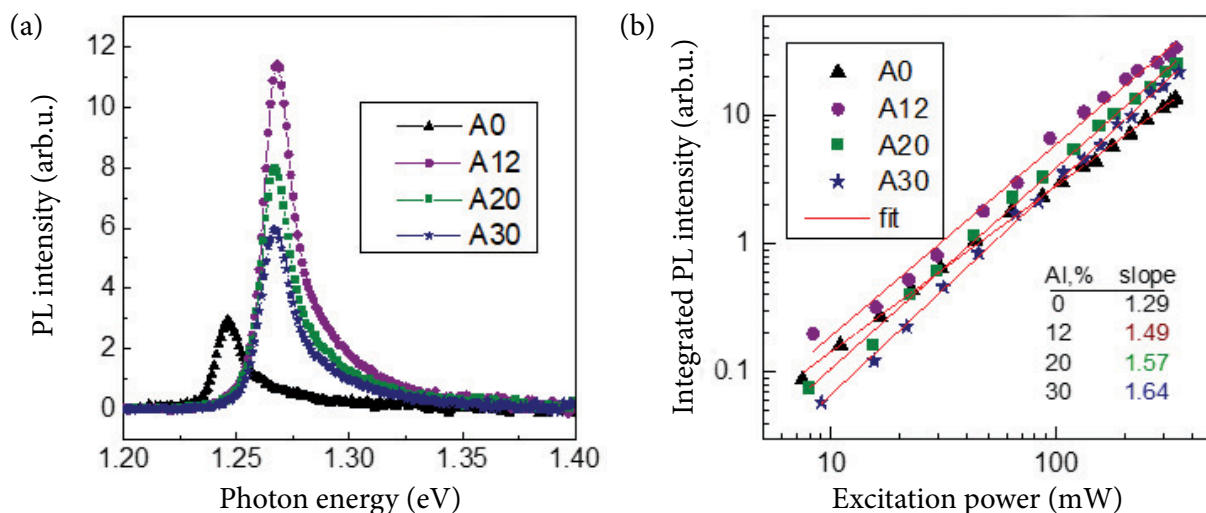 (a)
PL intensity (arb.u.)
12
10
8
6
4
2
0
A0
A12
A20
A30
1.20 1.25 1.30 1.35 1.40
Photon energy (eV)
(b)
Integrated PL intensity (arb.u.)
10
1
0.1
A0
A12
A20
A30
fit
Al,% slope
0 1.29
12 1.49
20 1.57
30 1.64
10 100
Excitation power (mW)